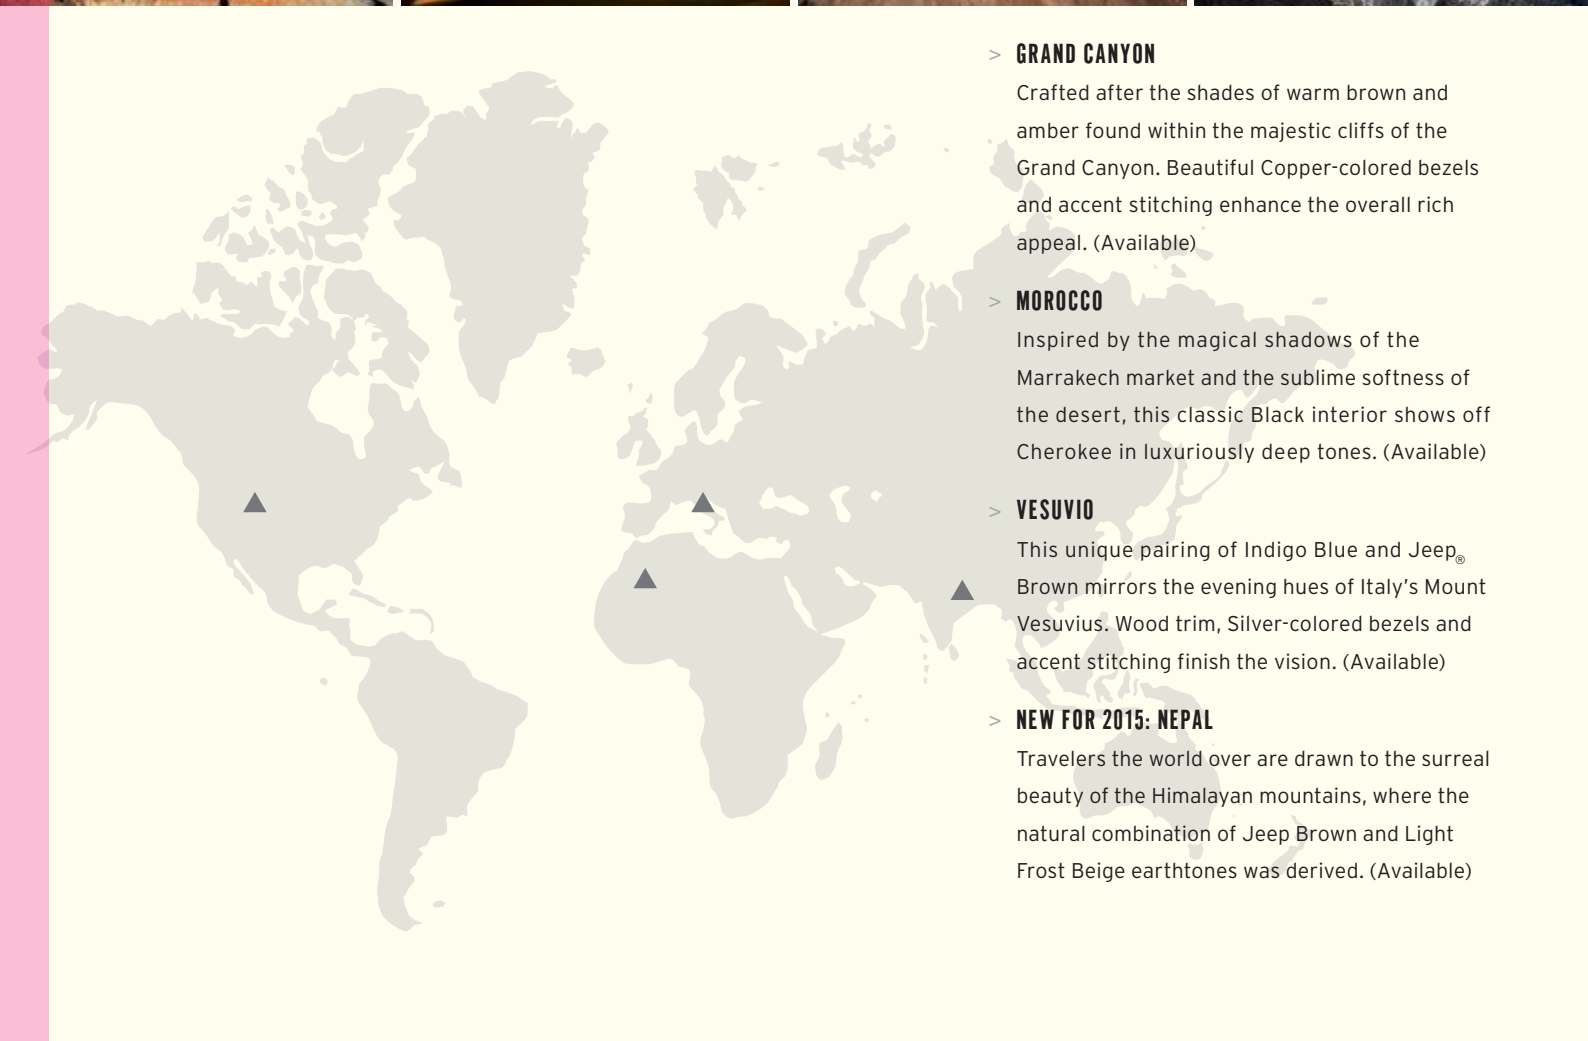 > GRAND CANYON
Crafted after the shades of warm brown and
amber found within the majestic cliffs of the
Grand Canyon. Beautiful Copper-colored bezels
and accent stitching enhance the overall rich
appeal. (Available)
> MOROCCO
Inspired by the magical shadows of the
Marrakech market and the sublime softness of
the desert, this classic Black interior shows off
Cherokee in luxuriously deep tones. (Available)
> VESUVIO
This unique pairing of Indigo Blue and Jeep®
Brown mirrors the evening hues of Italy’s Mount
Vesuvius. Wood trim, Silver-colored bezels and
accent stitching finish the vision. (Available)
> NEW FOR 2015: NEPAL
Travelers the world over are drawn to the surreal
beauty of the Himalayan mountains, where the
natural combination of Jeep Brown and Light
Frost Beige earthtones was derived. (Available)